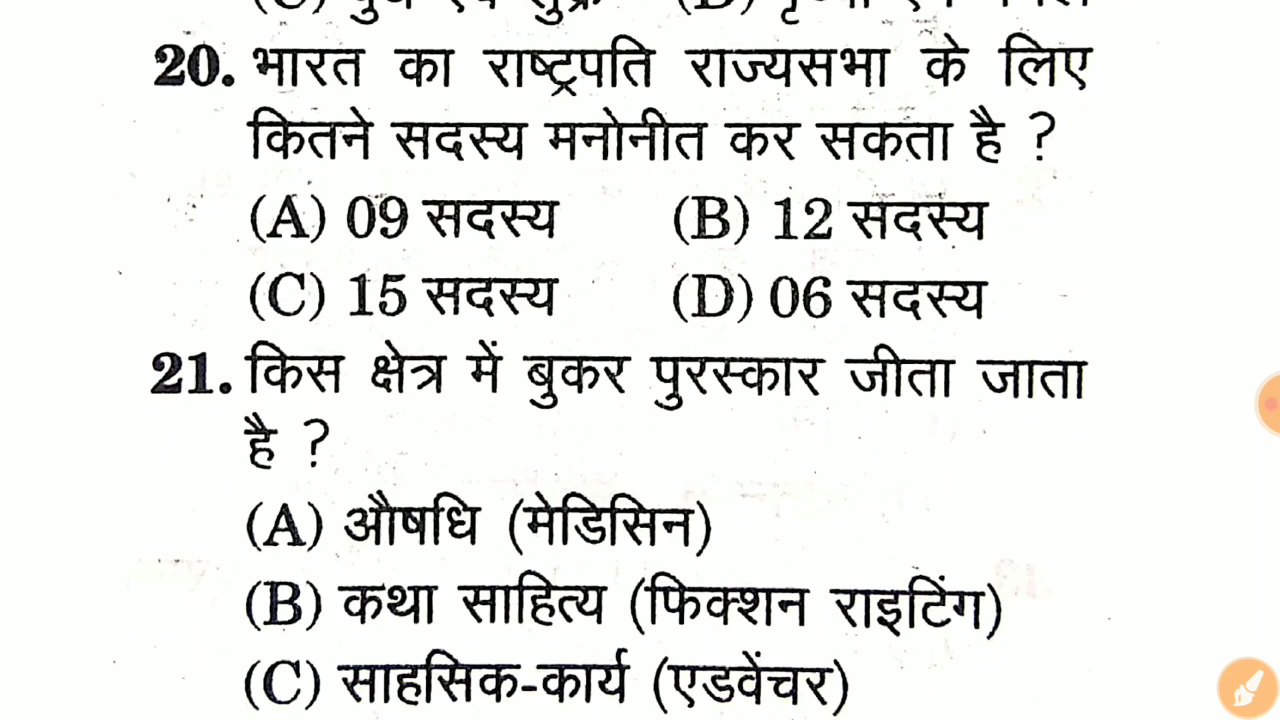 20. भारत का राष्ट्रपति राज्यसभा के लिए
कितने सदस्य मनोनीत कर सकता है ?
(A) 09 सदस्य (B) 12 सदस्य
(C) 15 सदस्य (D) 06 सदस्य
21. किस क्षेत्र में बुकर पुरस्कार जीता जाता
है ?
(A) औषधि (मेडिसिन)
(B) कथा साहित्य (फिक्शन राइटिंग)
(C) साहसिक-कार्य (एडवेंचर)